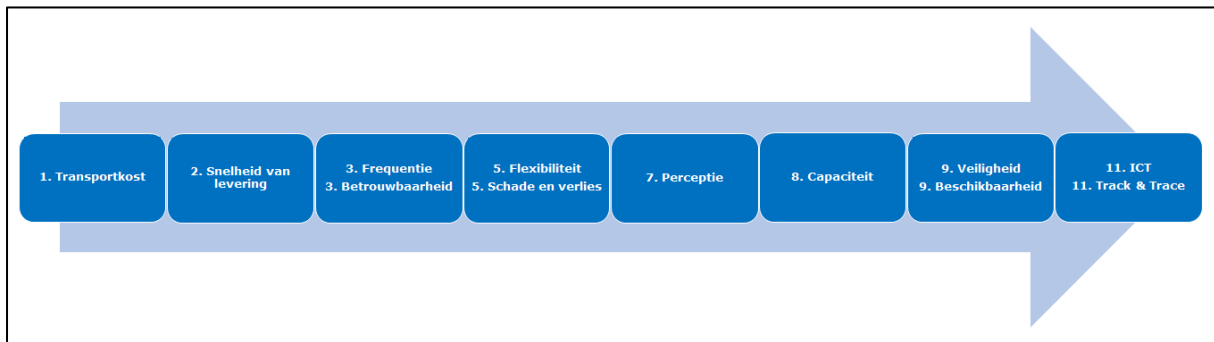 1. Transportkost
2. Snelheid van
levering
3. Frequentie
3. Betrouwbaarheid
5. Flexibiliteit
5. Schade en verlies
7. Perceptie
8. Capaciteit
9. Veiligheid
9. Beschikbaarheid
11. ICT
11. Track & Trace